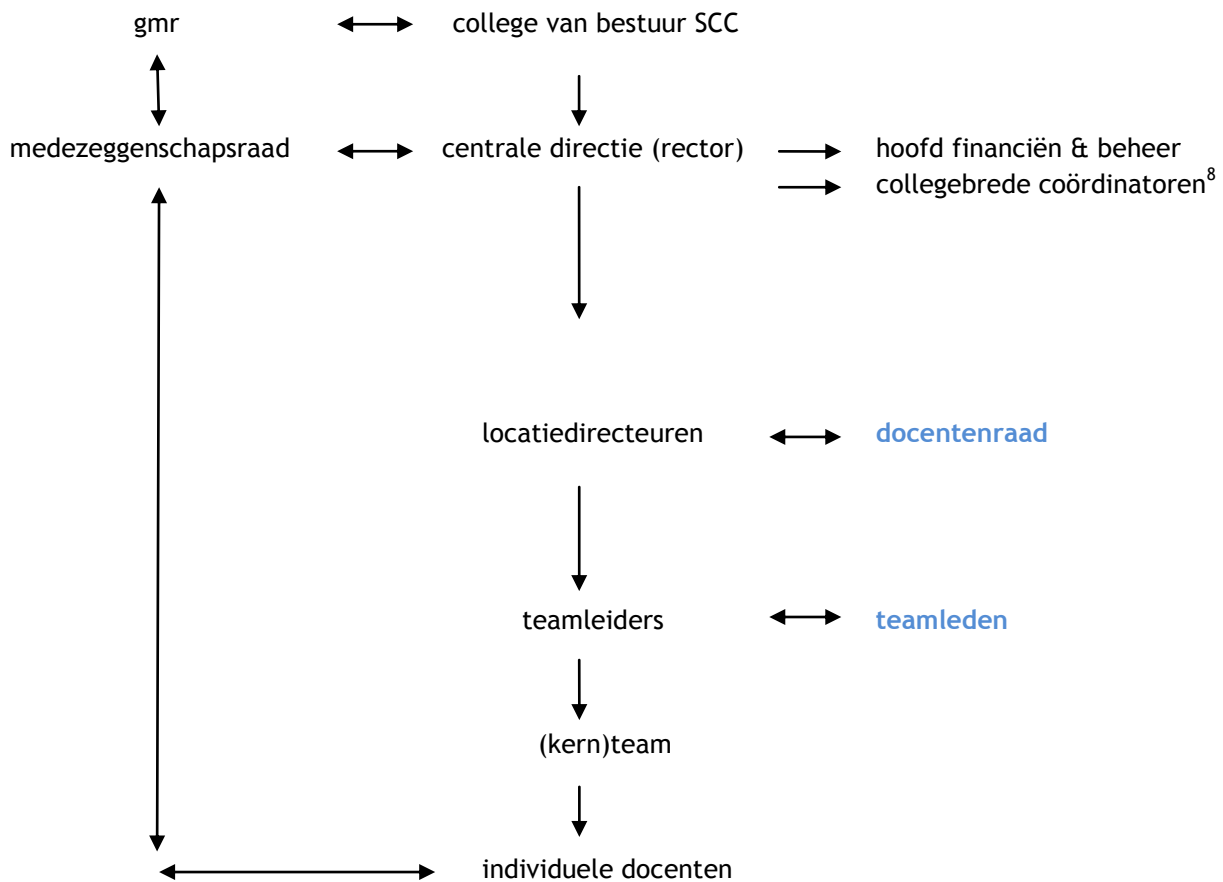 gmr college van bestuur SCC
medezeggenschapsraad centrale directie (rector) hoofd financiën & beheer
collegebrede coördinatoren⁸
locatiedirecteuren docentenraad
teamleiders teamleden
(kern)team
individuele docenten